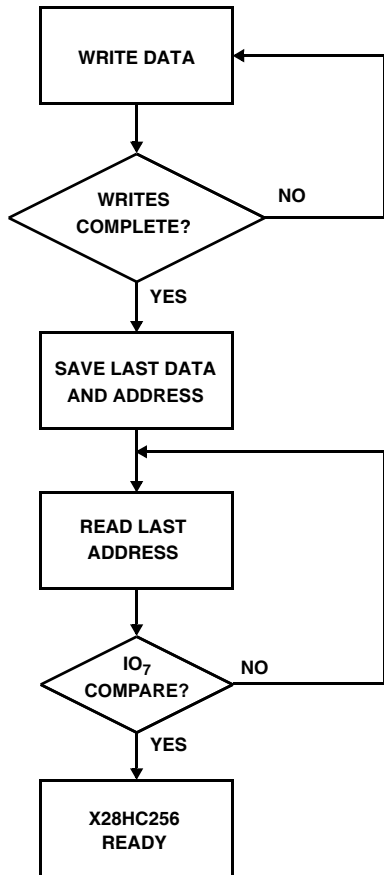 WRITE DATA
WRITES
COMPLETE?
NO
YES
SAVE LAST DATA
AND ADDRESS
READ LAST
ADDRESS
IO₇
COMPARE?
NO
YES
X28HC256
READY